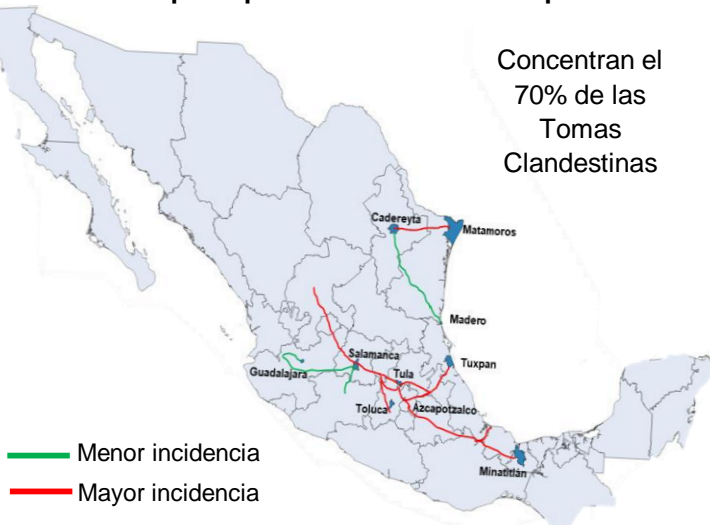 Concentran el
70% de las
Tomas
Clandestinas
Cadereyta
Matamoros
Madero
Salamanca
Tuxpan
Guadalajara
Tula
Toluca
Azcapotzalco
Minatitlán
Menor incidencia
Mayor incidencia